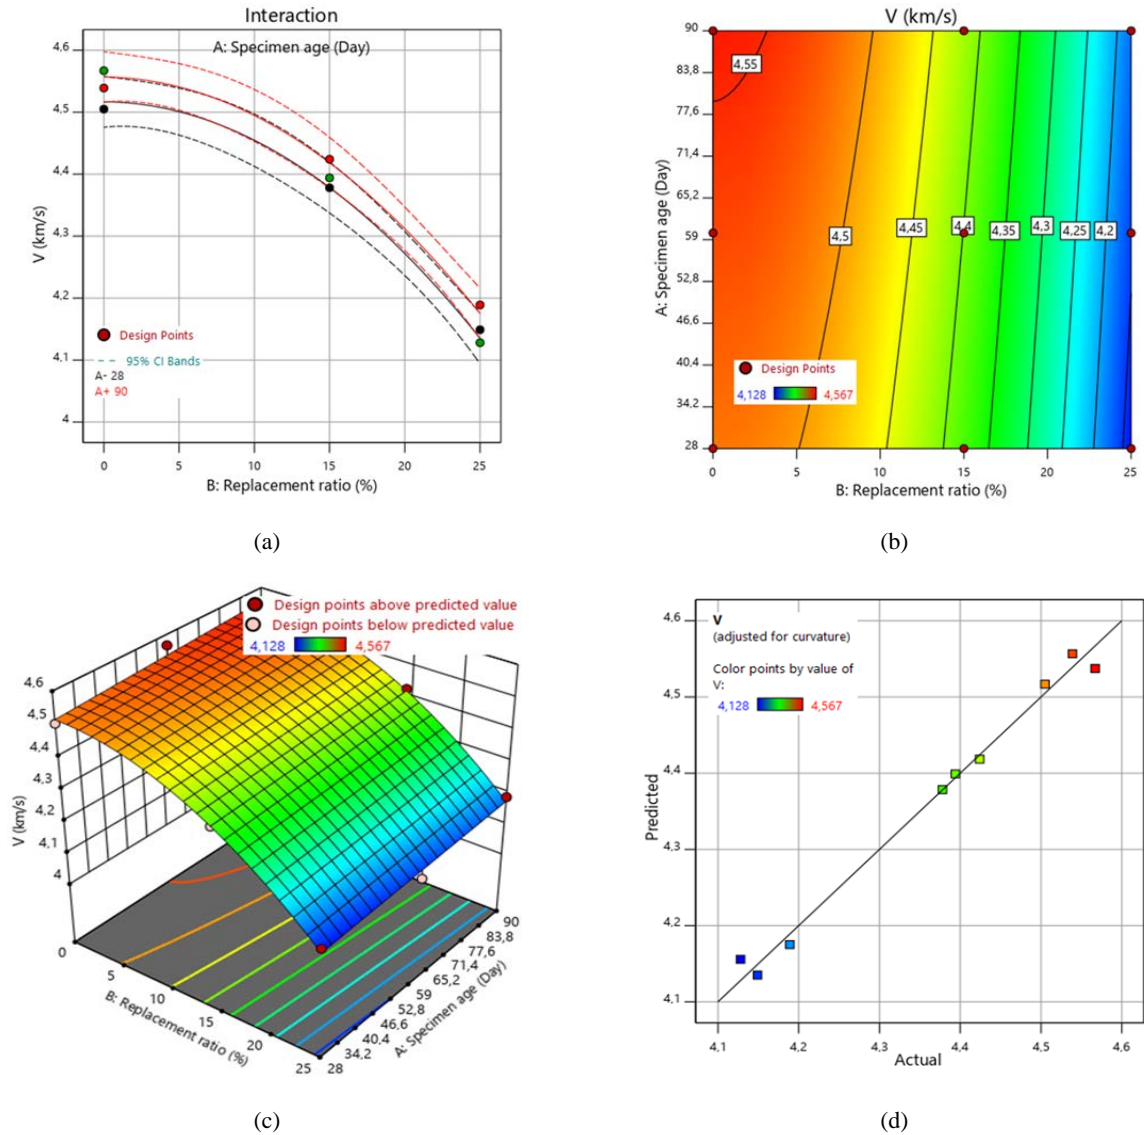 Interaction
A: Specimen age (Day)
4,6
4,5
4,4
4,3
4,2
4,1
4
V (km/s)
Design Points
95% CI Bands
A- 28
A+ 90
0 5 10 15 20 25
B: Replacement ratio (%)
(a)
V (km/s)
90
83,8
77,6
71,4
65,2
59
52,8
46,6
40,4
34,2
28
A: Specimen age (Day)
4,55
4,5 4,45 4,4 4,35 4,3 4,25 4,2
Design Points
4,128 4,567
0 5 10 15 20 25
B: Replacement ratio (%)
(b)
Design points above predicted value
Design points below predicted value
4,128 4,567
4,6
4,5
4,4
4,3
4,2
4,1
4
V (km/s)
0
5
10
15
20
25
B: Replacement ratio (%)
90
83,8
77,6
71,4
65,2
59
52,8
46,6
40,4
34,2
28
A: Specimen age (Day)
(c)
V
(adjusted for curvature)
Color points by value of
V:
4,128 4,567
4,6
4,5
4,4
4,3
4,2
4,1
Predicted
4,1 4,2 4,3 4,4 4,5 4,6
Actual
(d)